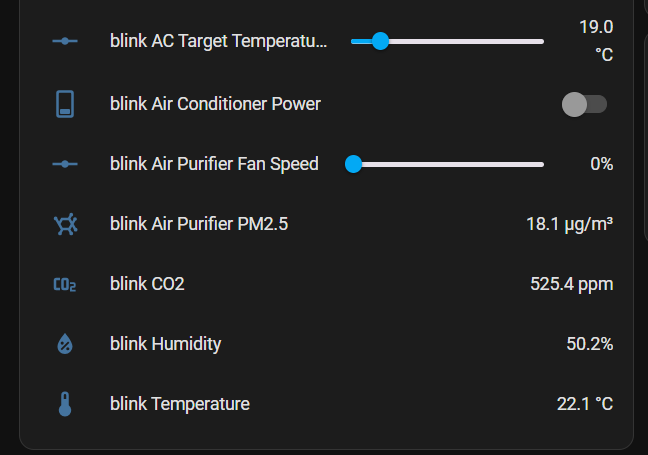 blink AC Target Temperatu... 19.0
°C
blink Air Conditioner Power
blink Air Purifier Fan Speed 0%
blink Air Purifier PM2.5 18.1 µg/m³
CO₂ blink CO2 525.4 ppm
blink Humidity 50.2%
blink Temperature 22.1 °C